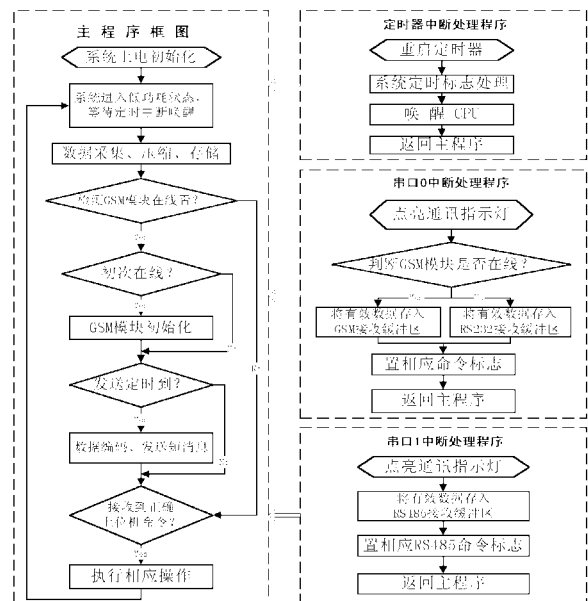 主程序框图
系统上电初始化
系统进入低功耗状态，
等待定时中断唤醒
数据采集、压缩、存储
检测GSM模块在线否？
Yes
初次在线？
Yes
No
GSM模块初始化
No
发送定时到？
Yes
数据编码、发送短消息
No
接收到正确
上位机命令？
Yes
执行相应操作
定时器中断处理程序
重启定时器
系统定时标志处理
唤醒 CPU
返回主程序
串口0中断处理程序
点亮通讯指示灯
判断GSM模块是否在线？
Yes
No
将有效数据存入
GSM接收缓冲区
将有效数据存入
RS232接收缓冲区
置相应命令标志
返回主程序
串口1中断处理程序
点亮通讯指示灯
将有效数据存入
RS485接收缓冲区
置相应RS485命令标志
返回主程序